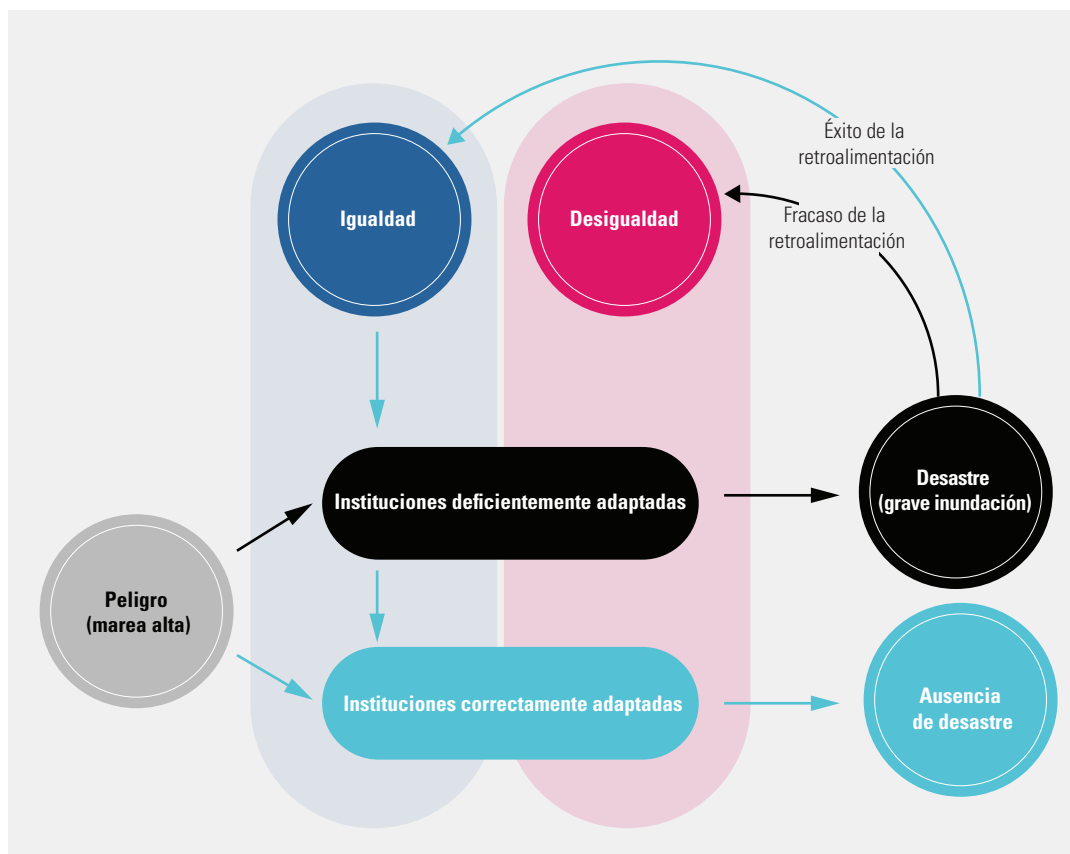 Éxito de la
retroalimentación
Fracaso de la
retroalimentación
Igualdad
Desigualdad
Instituciones deficientemente adaptadas
Desastre
(grave inundación)
Peligro
(marea alta)
Instituciones correctamente adaptadas
Ausencia
de desastre